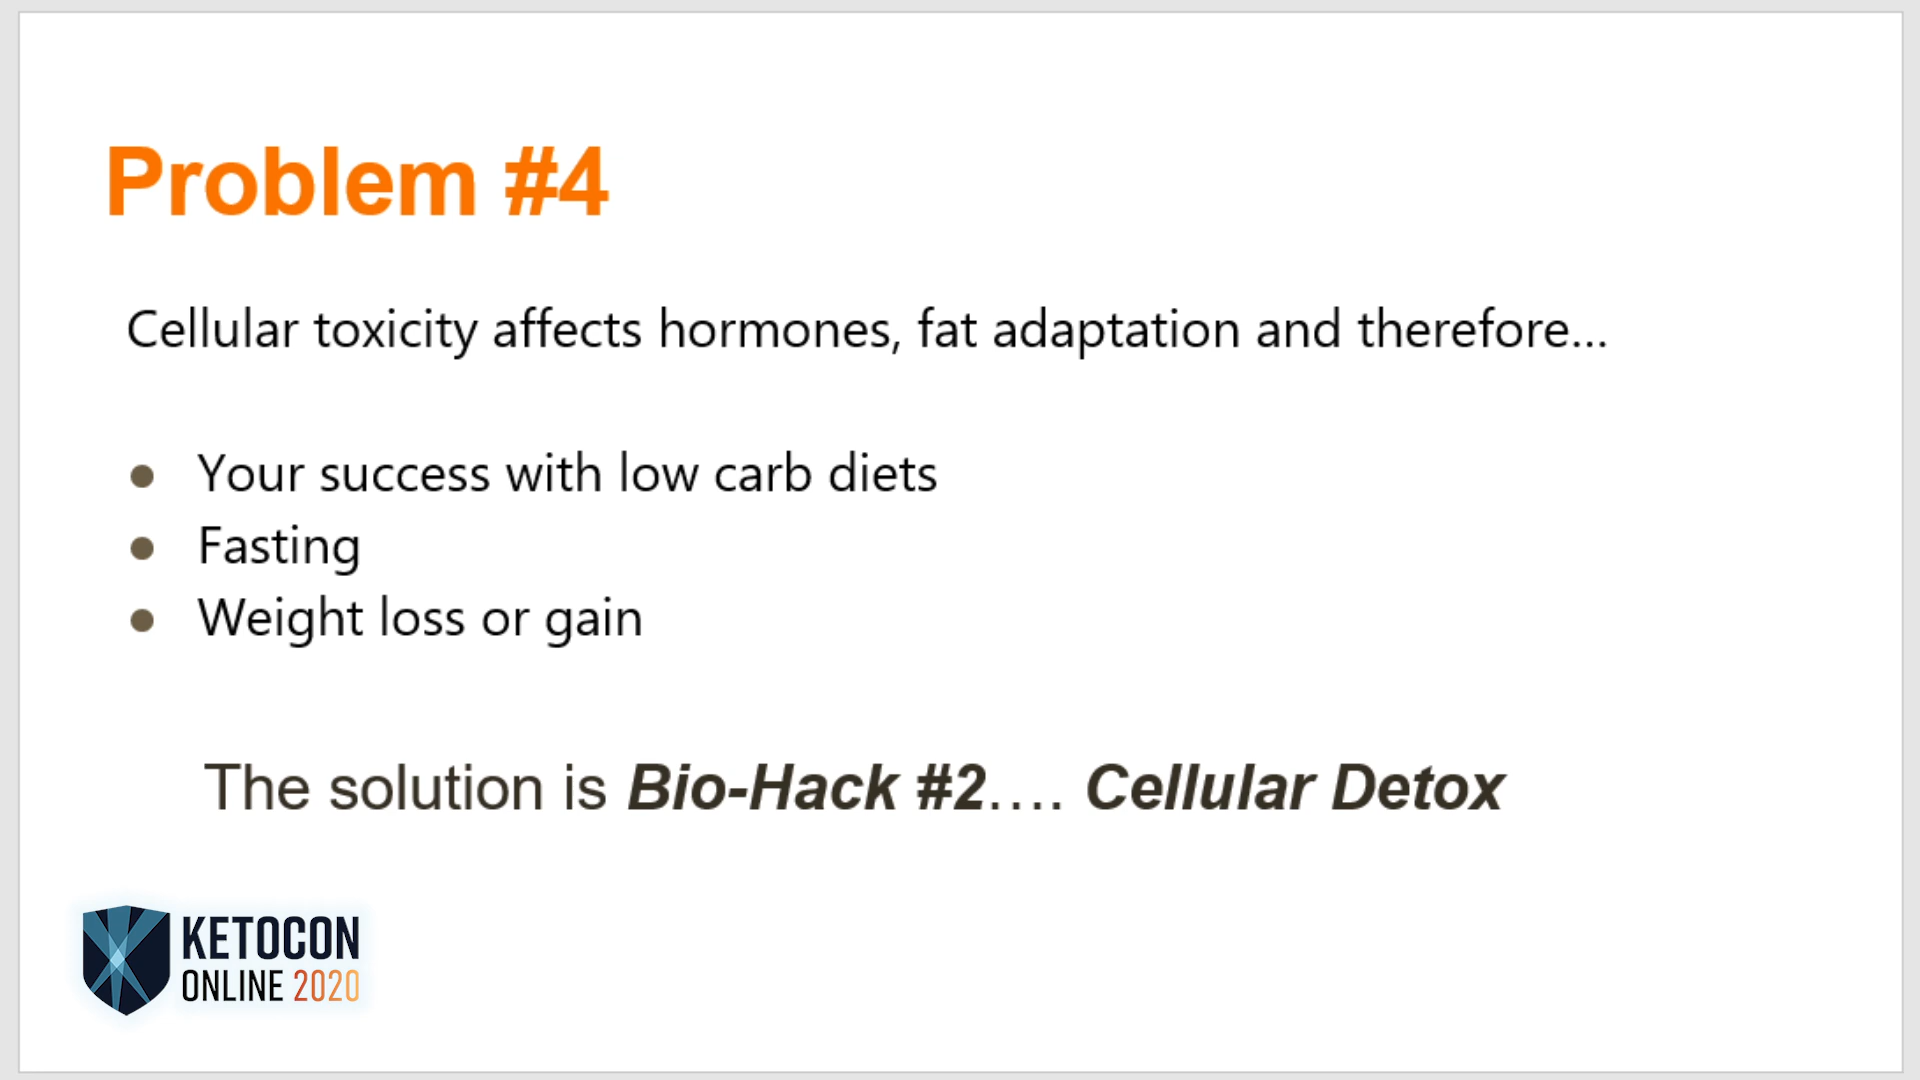 Problem #4
Cellular toxicity affects hormones, fat adaptation and therefore...
● Your success with low carb diets
● Fasting
● Weight loss or gain
The solution is Bio-Hack #2.... Cellular Detox
KETOCON
ONLINE 2020